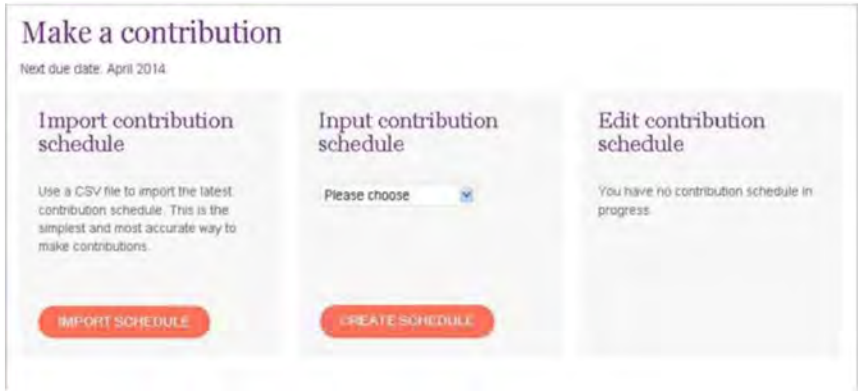 Make a contribution
Next due date: April 2014
Import contribution
schedule
Use a CSV file to import the latest
contribution schedule. This is the
simplest and most accurate way to
make contributions.
IMPORT SCHEDULE
Input contribution
schedule
Please choose
CREATE SCHEDULE
Edit contribution
schedule
You have no contribution schedule in
progress.